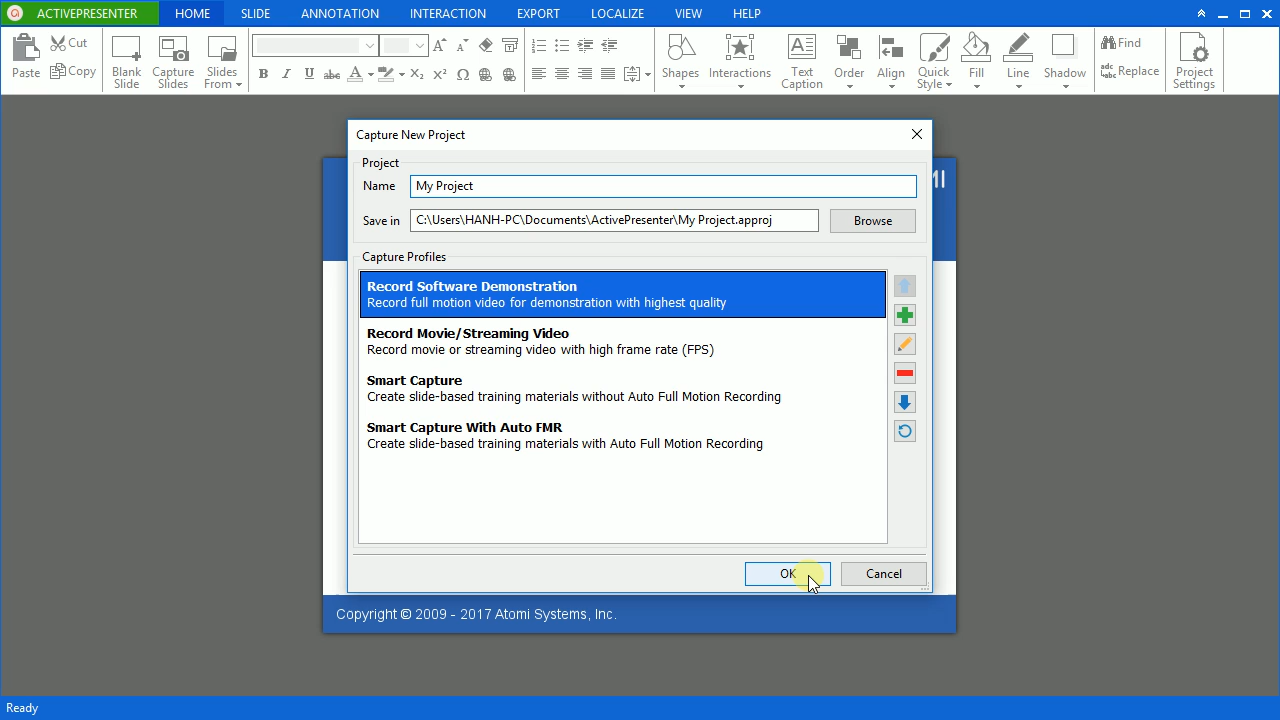 ACTIVEPRESENTER HOME SLIDE ANNOTATION INTERACTION EXPORT LOCALIZE VIEW HELP
Paste
Cut
Copy
Blank
Slide
Capture
Slides
Slides
From
B I U abc A X₂ X² Ω
Shapes
Interactions
Text
Caption
Order
Align
Quick
Style
Fill
Line
Shadow
Find
Replace
Project
Settings
MI
Capture New Project
Project
Name My Project
Save in C:\Users\HANH-PC\Documents\ActivePresenter\My Project.approj Browse
Capture Profiles
Record Software Demonstration
Record full motion video for demonstration with highest quality
Record Movie/Streaming Video
Record movie or streaming video with high frame rate (FPS)
Smart Capture
Create slide-based training materials without Auto Full Motion Recording
Smart Capture With Auto FMR
Create slide-based training materials with Auto Full Motion Recording
OK Cancel
Copyright © 2009 - 2017 Atomi Systems, Inc.
Ready